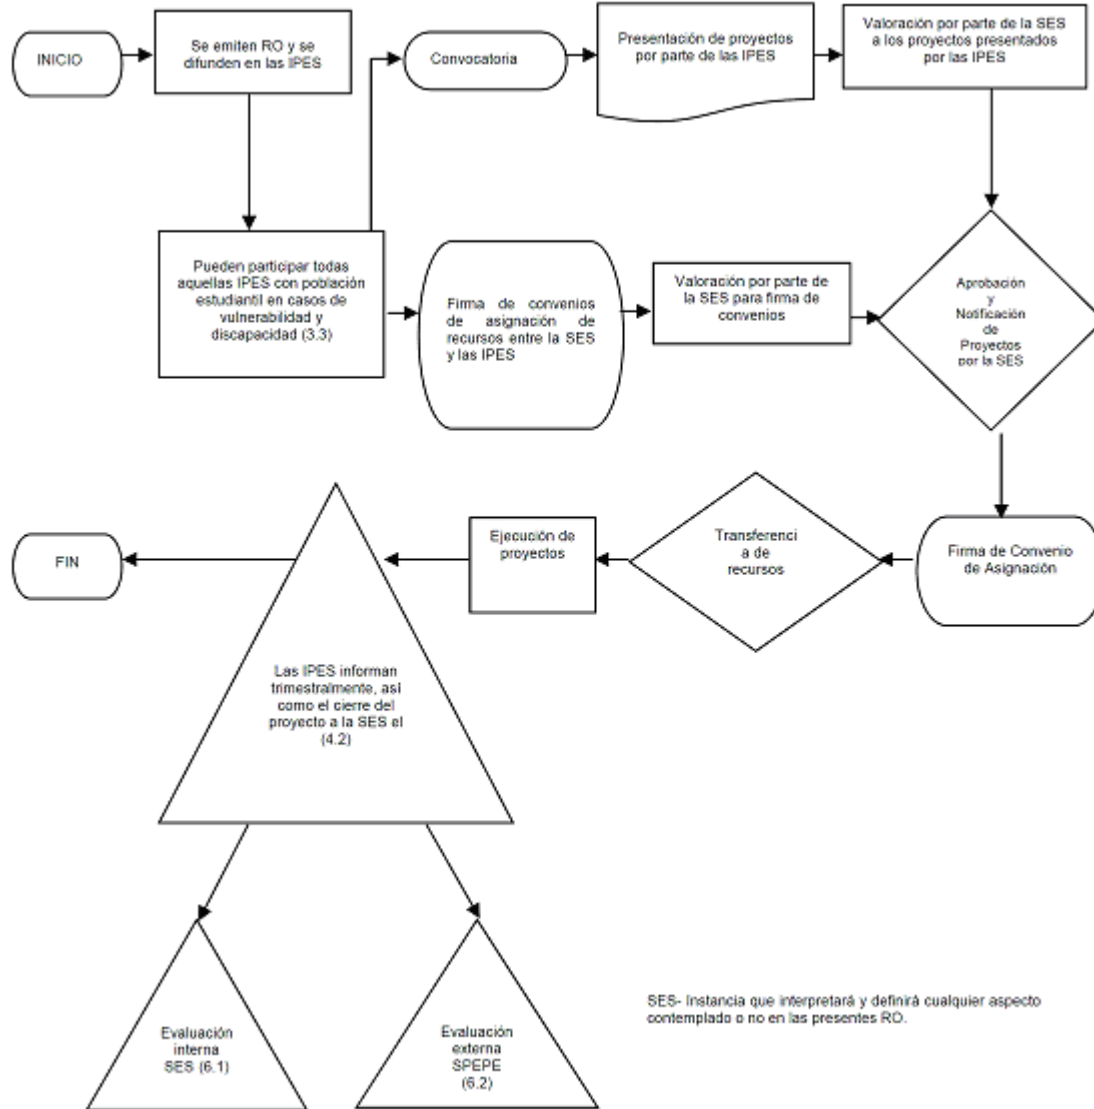 INICIO
Se emiten RO y se
difunden en las IPES
Convocatoria
Presentación de proyectos
por parte de las IPES
Valoración por parte de la SES
a los proyectos presentados
por las IPES
Pueden participar todas
aquellas IPES con población
estudiantil en casos de
vulnerabilidad y
discapacidad (3.3)
Firma de convenios
de asignación de
recursos entre la SES
y las IPES
Valoración por parte de
la SES para firma de
convenios
Aprobación
y
Notificación
de
Proyectos
por la SES
FIN
Ejecución de
proyectos
Transferenci
a de
recursos
Firma de Convenio
de Asignación
Las IPES informan
trimestralmente, así
como el cierre del
proyecto a la SES el
(4.2)
Evaluación
interna
SES (6.1)
Evaluación
externa
SPEPE
(6.2)
SES- Instancia que interpretará y definirá cualquier aspecto
contemplado o no en las presentes RO.